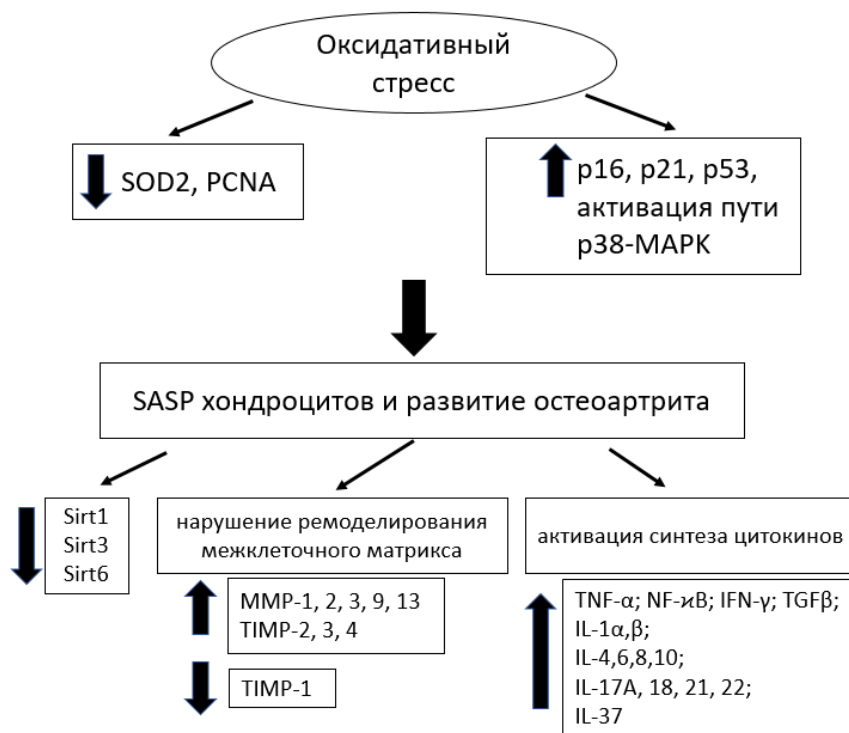 Оксидативный
стресс
SOD2, PCNA
p16, p21, p53,
активация пути
p38-MAPK
SASP хондроцитов и развитие остеоартрита
Sirt1
Sirt3
Sirt6
нарушение ремоделирования
межклеточного матрикса
MMP-1, 2, 3, 9, 13
TIMP-2, 3, 4
TIMP-1
активация синтеза цитокинов
TNF-α; NF-ϰB; IFN-γ; TGFβ;
IL-1α,β;
IL-4,6,8,10;
IL-17A, 18, 21, 22;
IL-37